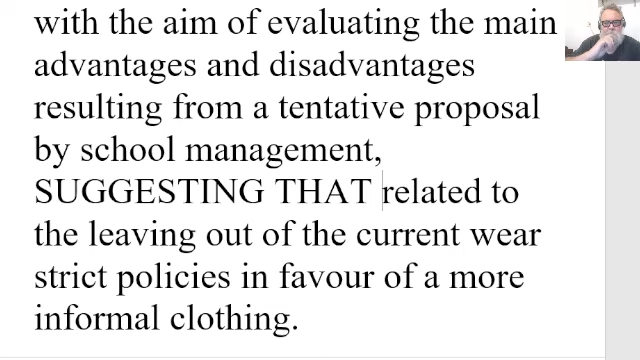 with the aim of evaluating the main
advantages and disadvantages
resulting from a tentative proposal
by school management,
SUGGESTING THAT related to
the leaving out of the current wear
strict policies in favour of a more
informal clothing.